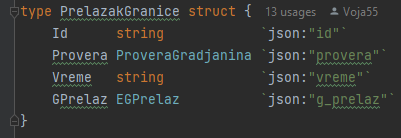 type PrelazakGranice struct { 13 usages Voja55
Id string `json:"id"`
Provera ProveraGradjanina `json:"provera"`
Vreme string `json:"vreme"`
GPrelaz EGPrelaz `json:"g_prelaz"`
}